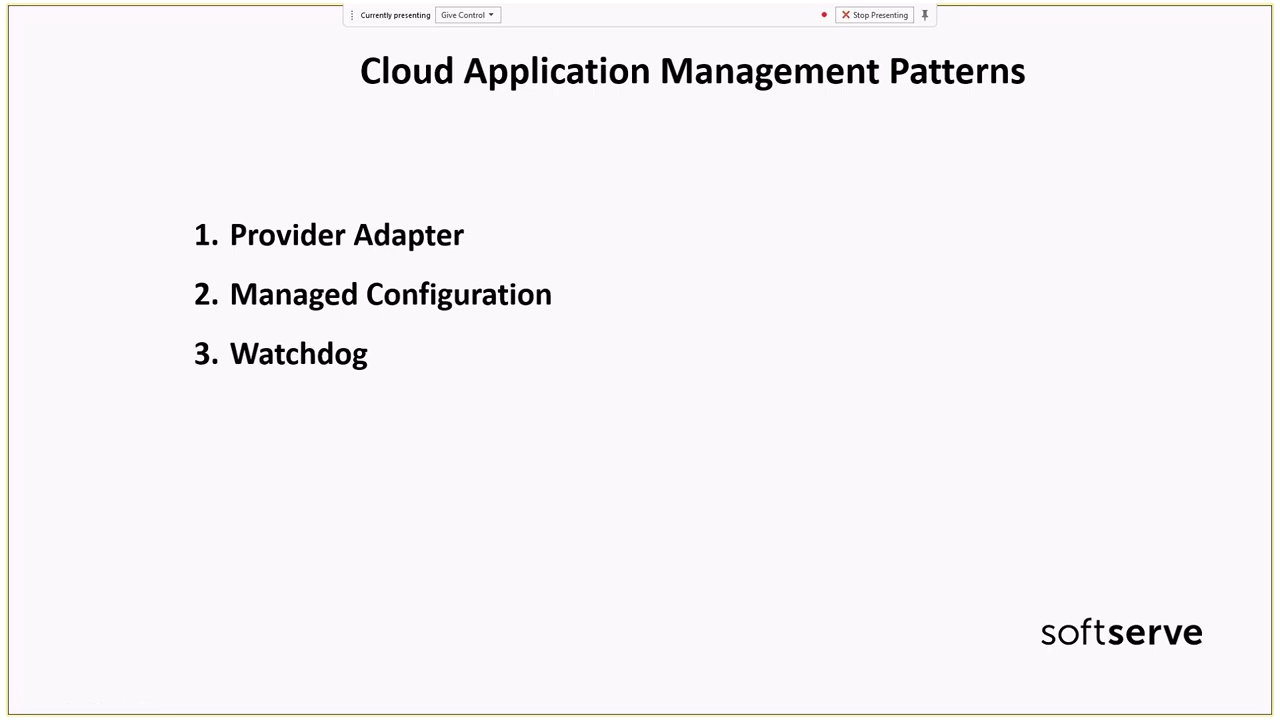 Currently presenting Give Control Stop Presenting
Cloud Application Management Patterns
1. Provider Adapter
2. Managed Configuration
3. Watchdog
softserve